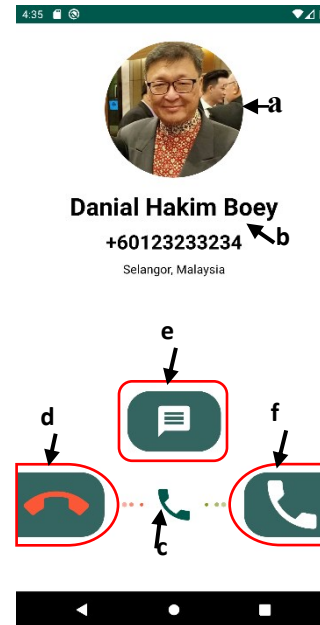 4:35
a
Danial Hakim Boey
b
+60123233234
Selangor, Malaysia
e
d
f
c